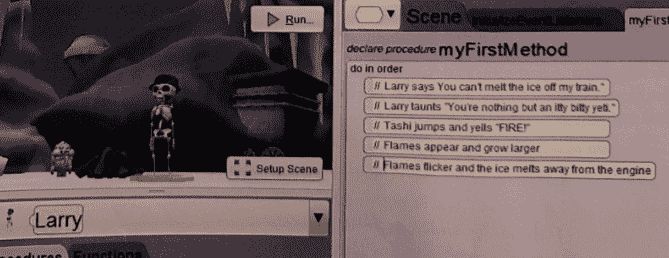 Run...
Scene
initializeEventListeners
myFirst
declare procedure myFirstMethod
do in order
// Larry says You can't melt the ice off my train."
// Larry taunts "You're nothing but an itty bitty yeti."
// Tashi jumps and yells "FIRE!"
// Flames appear and grow larger
// Flames flicker and the ice melts away from the engine
Setup Scene
Larry
ocedures
Functions